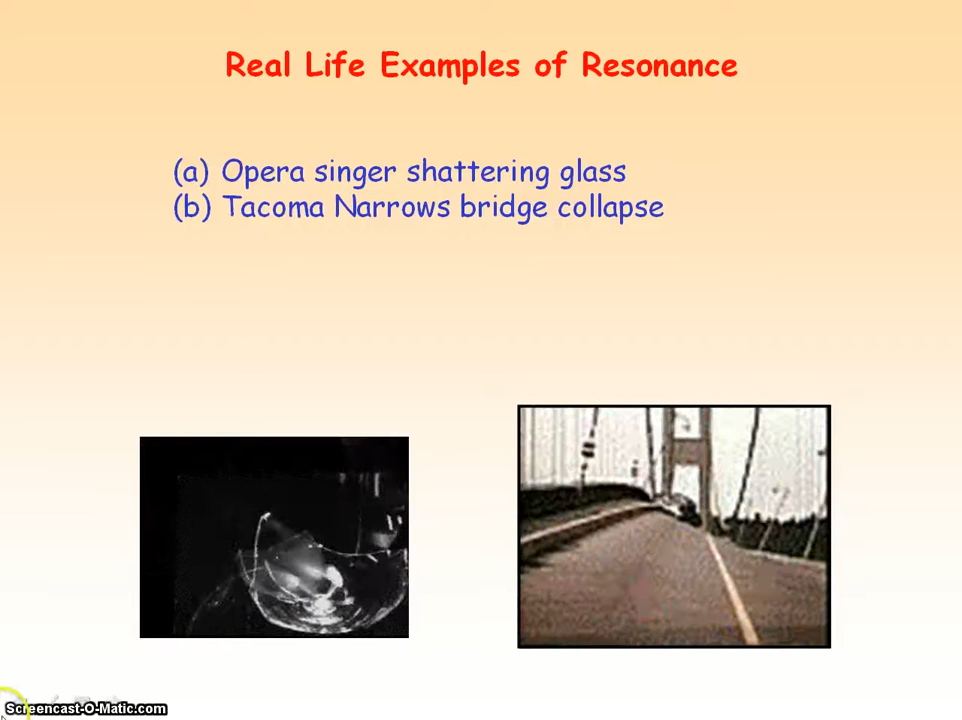 Real Life Examples of Resonance
(a) Opera singer shattering glass
(b) Tacoma Narrows bridge collapse
Screencast-O-Matic.com